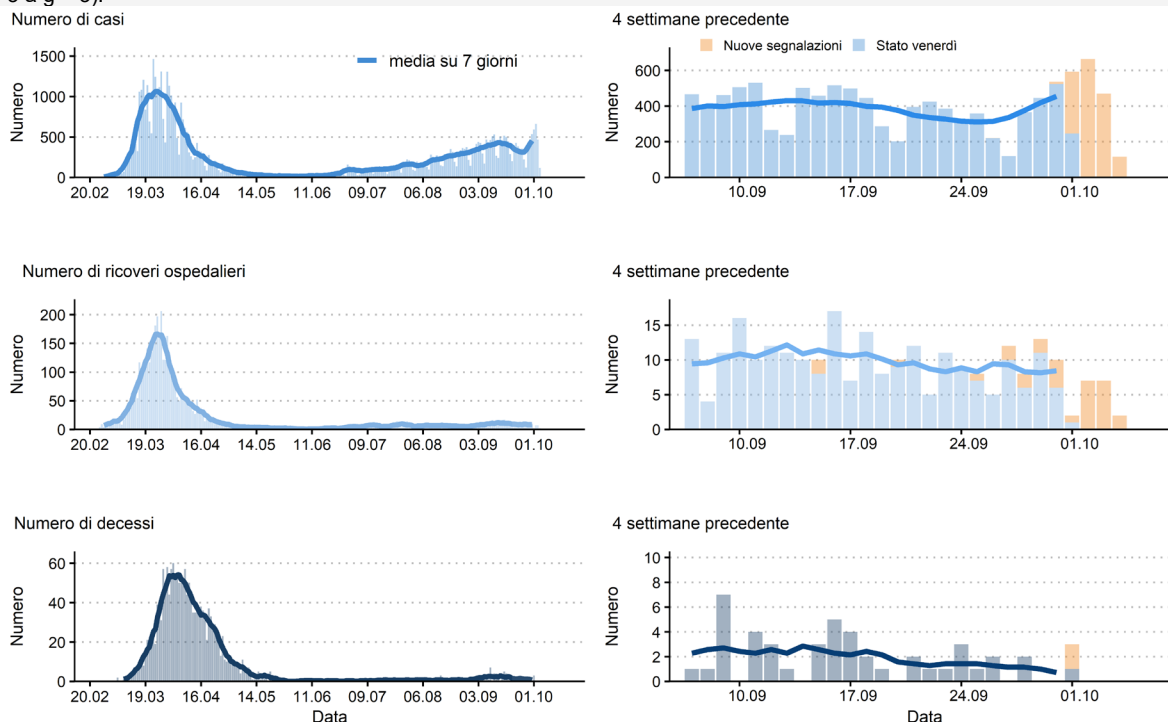 Numero di casi
4 settimane precedente
Nuove segnalazioni
Stato venerdì
media su 7 giorni
Numero
1500
1000
500
0
20.02 19.03 16.04 14.05 11.06 09.07 06.08 03.09 01.10
Numero
600
400
200
0
10.09 17.09 24.09 01.10
Numero di ricoveri ospedalieri
4 settimane precedente
Numero
200
150
100
50
0
20.02 19.03 16.04 14.05 11.06 09.07 06.08 03.09 01.10
Numero
15
10
5
0
10.09 17.09 24.09 01.10
Numero di decessi
4 settimane precedente
Numero
60
40
20
0
20.02 19.03 16.04 14.05 11.06 09.07 06.08 03.09 01.10
Data
Numero
10
8
6
4
2
0
10.09 17.09 24.09 01.10
Data